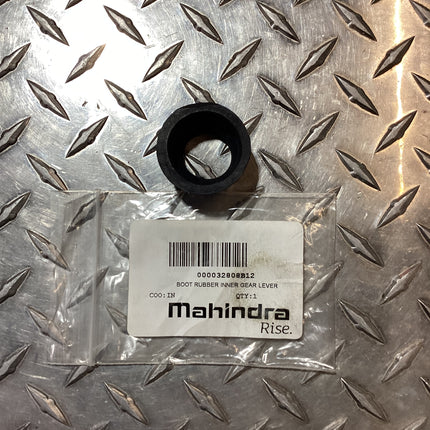 000032808B12
BOOT RUBBER INNER GEAR LEVER
COO:IN QTY:1
Mahindra
Rise.